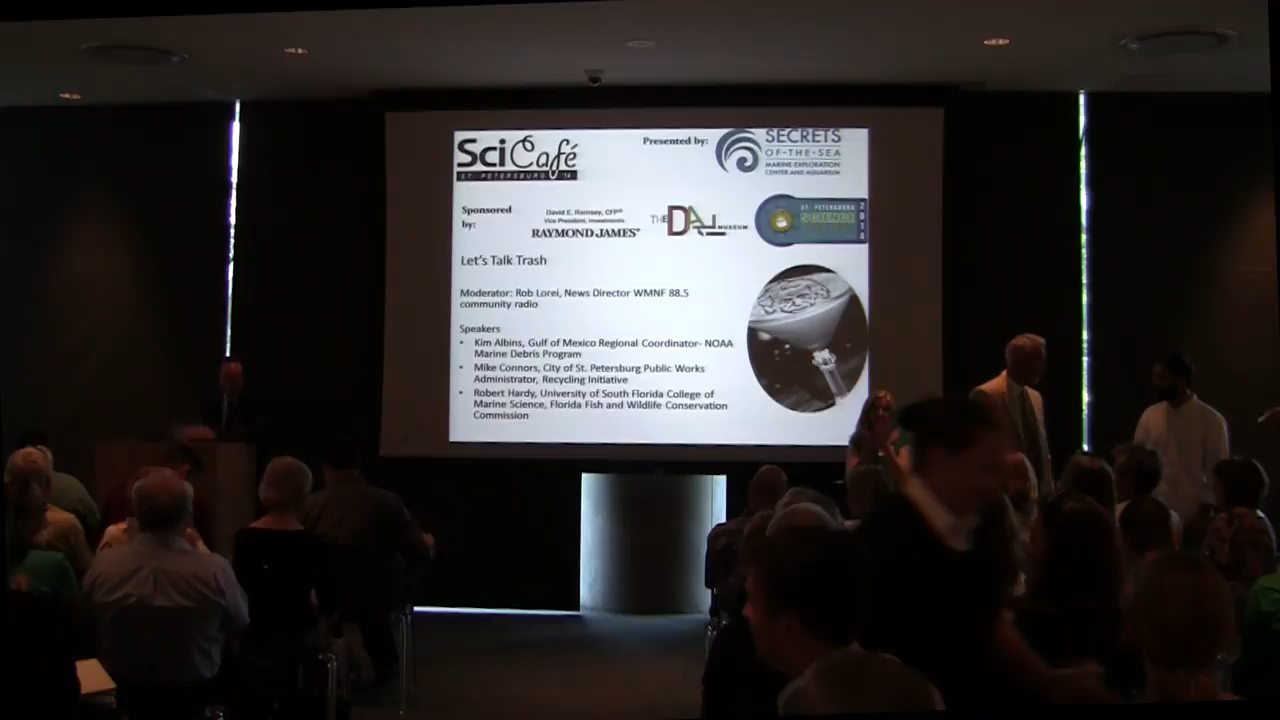 SciCafé
ST. PETERSBURG '14
Presented by:
SECRETS
OF-THE-SEA
MARINE EXPLORATION
CENTER AND AQUARIUM
Sponsored
by:
David E. Ramsey, CFP®
Vice President, Investments
RAYMOND JAMES®
THE DALI MUSEUM
ST. PETERSBURG
SCIENCE
2014
Let's Talk Trash
Moderator: Rob Lorei, News Director WMNF 88.5
community radio
Speakers
• Kim Albins, Gulf of Mexico Regional Coordinator- NOAA
Marine Debris Program
• Mike Connors, City of St. Petersburg Public Works
Administrator, Recycling Initiative
• Robert Hardy, University of South Florida College of
Marine Science, Florida Fish and Wildlife Conservation
Commission